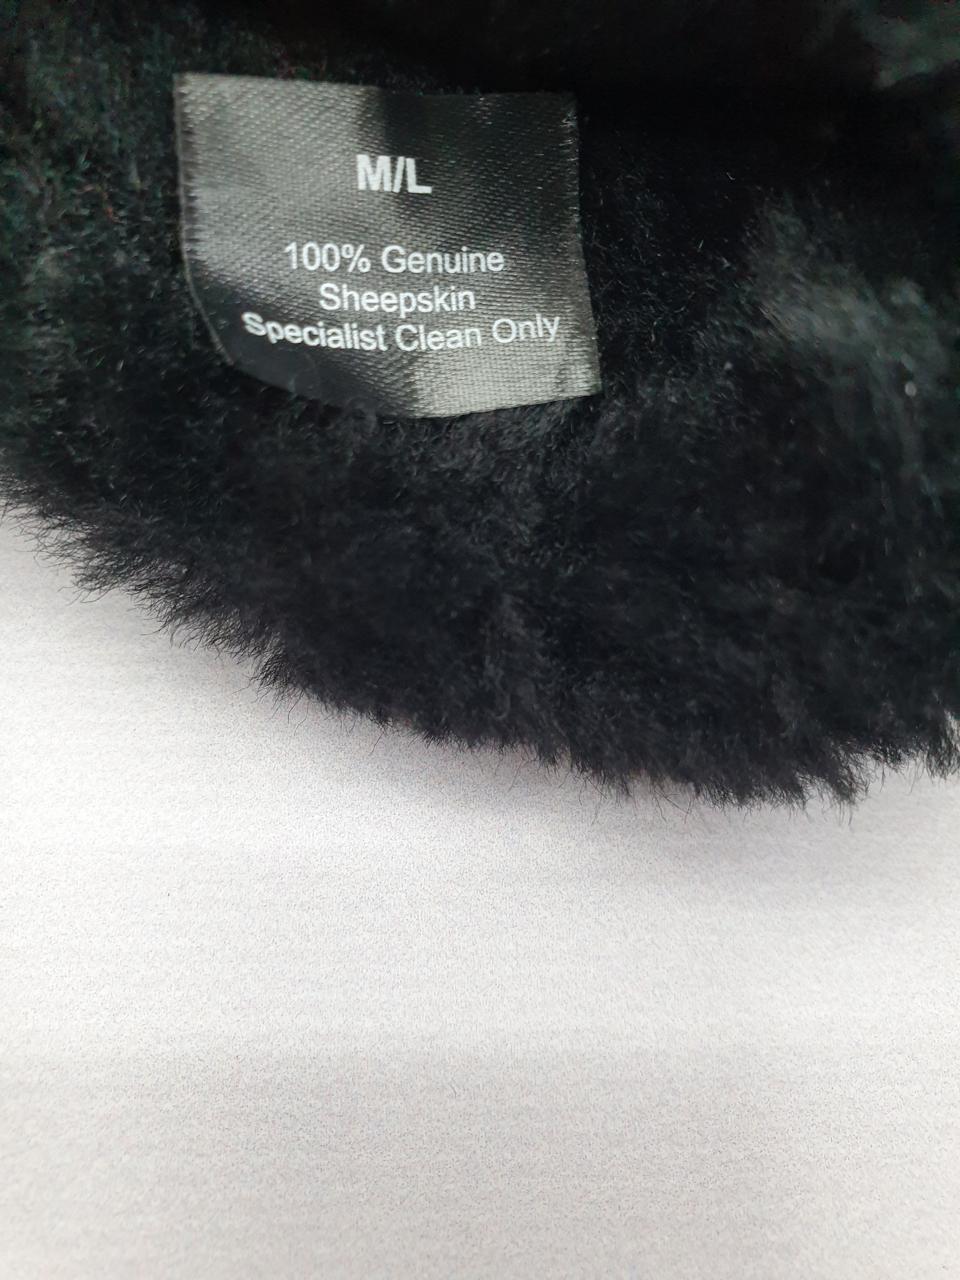 M/L
100% Genuine
Sheepskin
Specialist Clean Only